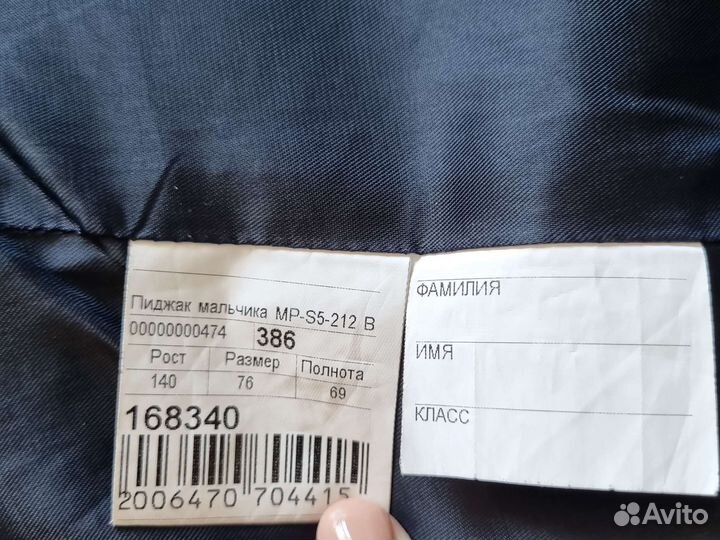 Пиджак мальчика MP-S5-212 В
00000000474 386
Рост Размер Полнота
140 76 69
168340
2006470 704415
ФАМИЛИЯ
ИМЯ
КЛАСС
Avito